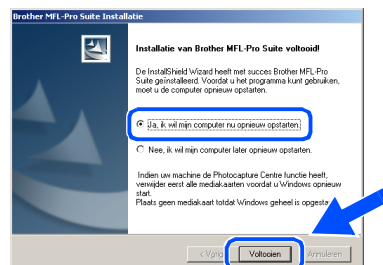 Brother MFL-Pro Suite Installatie
Installatie van Brother MFL-Pro Suite voltooid!
De InstallShield Wizard heeft met succes Brother MFL-Pro
Suite geïnstalleerd. Voordat u het programma kunt gebruiken,
moet u de computer opnieuw opstarten.
Ja, ik wil mijn computer nu opnieuw opstarten.
Nee, ik wil mijn computer later opnieuw opstarten.
Indien uw machine de Photocapture Centre functie heeft,
verwijder eerst alle mediakaarten voordat u Windows opnieuw
start.
Plaats geen mediakaart totdat Windows geheel is opgestart
Voltooien Annuleren